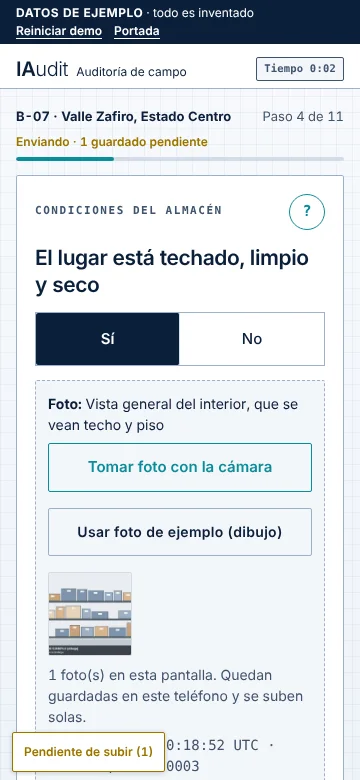 DATOS DE EJEMPLO · todo es inventado
Reiniciar demo Portada
IAudit Auditoría de campo
Tiempo 0:02
B-07 · Valle Zafiro, Estado Centro
Paso 4 de 11
Enviando · 1 guardado pendiente
CONDICIONES DEL ALMACÉN
?
El lugar está techado, limpio
y seco
Sí
No
Foto: Vista general del interior, que se
vean techo y piso
Tomar foto con la cámara
Usar foto de ejemplo (dibujo)
1 foto(s) en esta pantalla. Quedan
guardadas en este teléfono y se suben
solas.
0:18:52 UTC ·
0003
Pendiente de subir (1)